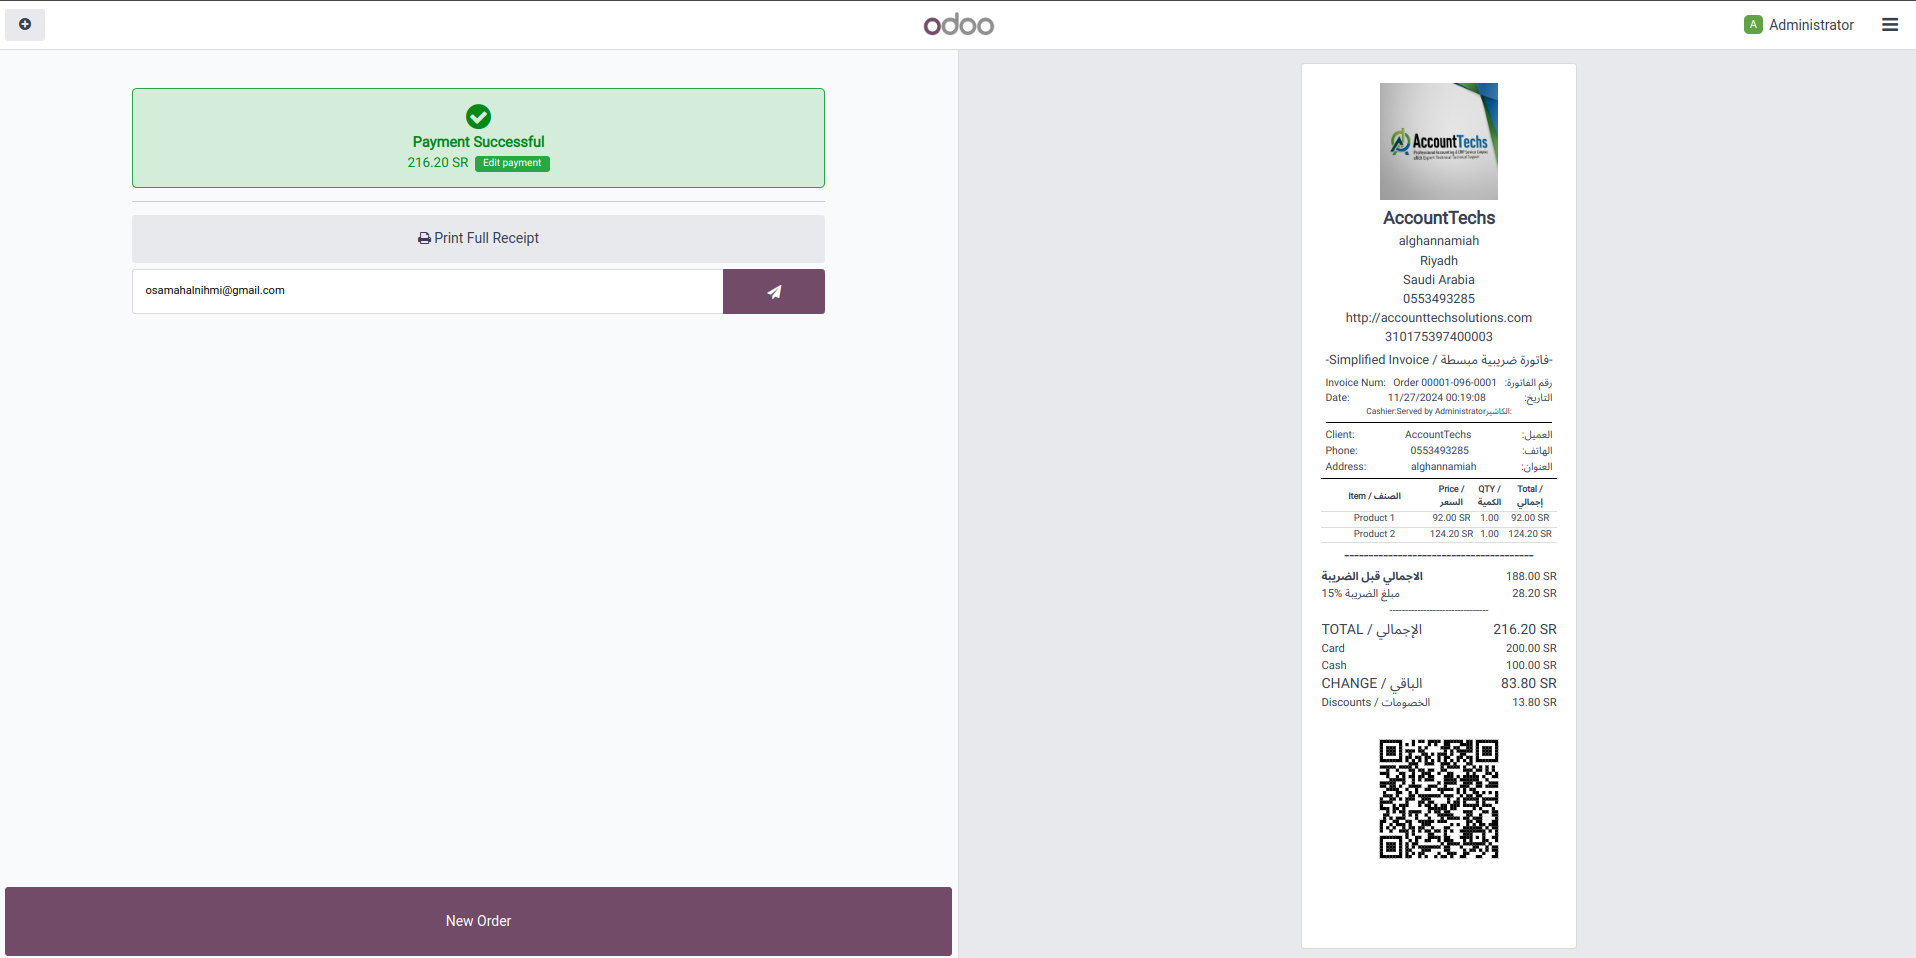 odoo
A Administrator
Payment Successful
216.20 SR Edit payment
Print Full Receipt
osamahalnihmi@gmail.com
New Order
AccountTechs
AccountTechs
alghannamiah
Riyadh
Saudi Arabia
0553493285
http://accounttechsolutions.com
310175397400003
-Simplified Invoice / فاتورة ضريبية مبسطة-
Invoice Num: Order 00001-096-0001 رقم الفاتورة:
Date: 11/27/2024 00:19:08 التاريخ:
Cashier:Served by Administratorالكاشير:
Client: AccountTechs العميل:
Phone: 0553493285 الهاتف:
Address: alghannamiah العنوان:
Item / الصنف Price / السعر QTY / الكمية Total / إجمالي
Product 1 92.00 SR 1.00 92.00 SR
Product 2 124.20 SR 1.00 124.20 SR
الاجمالي قبل الضريبة 188.00 SR
مبلغ الضريبة 15% 28.20 SR
TOTAL / الإجمالي 216.20 SR
Card 200.00 SR
Cash 100.00 SR
CHANGE / الباقي 83.80 SR
Discounts / الخصومات 13.80 SR